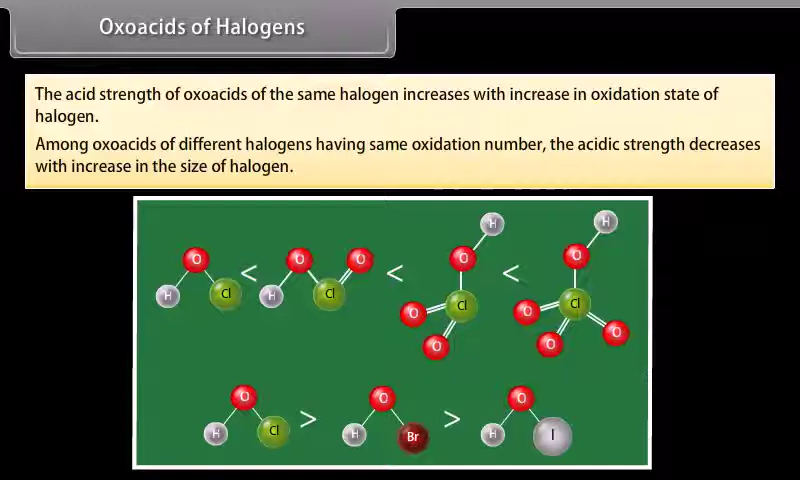 Oxoacids of Halogens
The acid strength of oxoacids of the same halogen increases with increase in oxidation state of
halogen.
Among oxoacids of different halogens having same oxidation number, the acidic strength decreases
with increase in the size of halogen.
H O Cl < H O Cl O < H O Cl O O < H O Cl O O O
H O Cl > H O Br > H O I